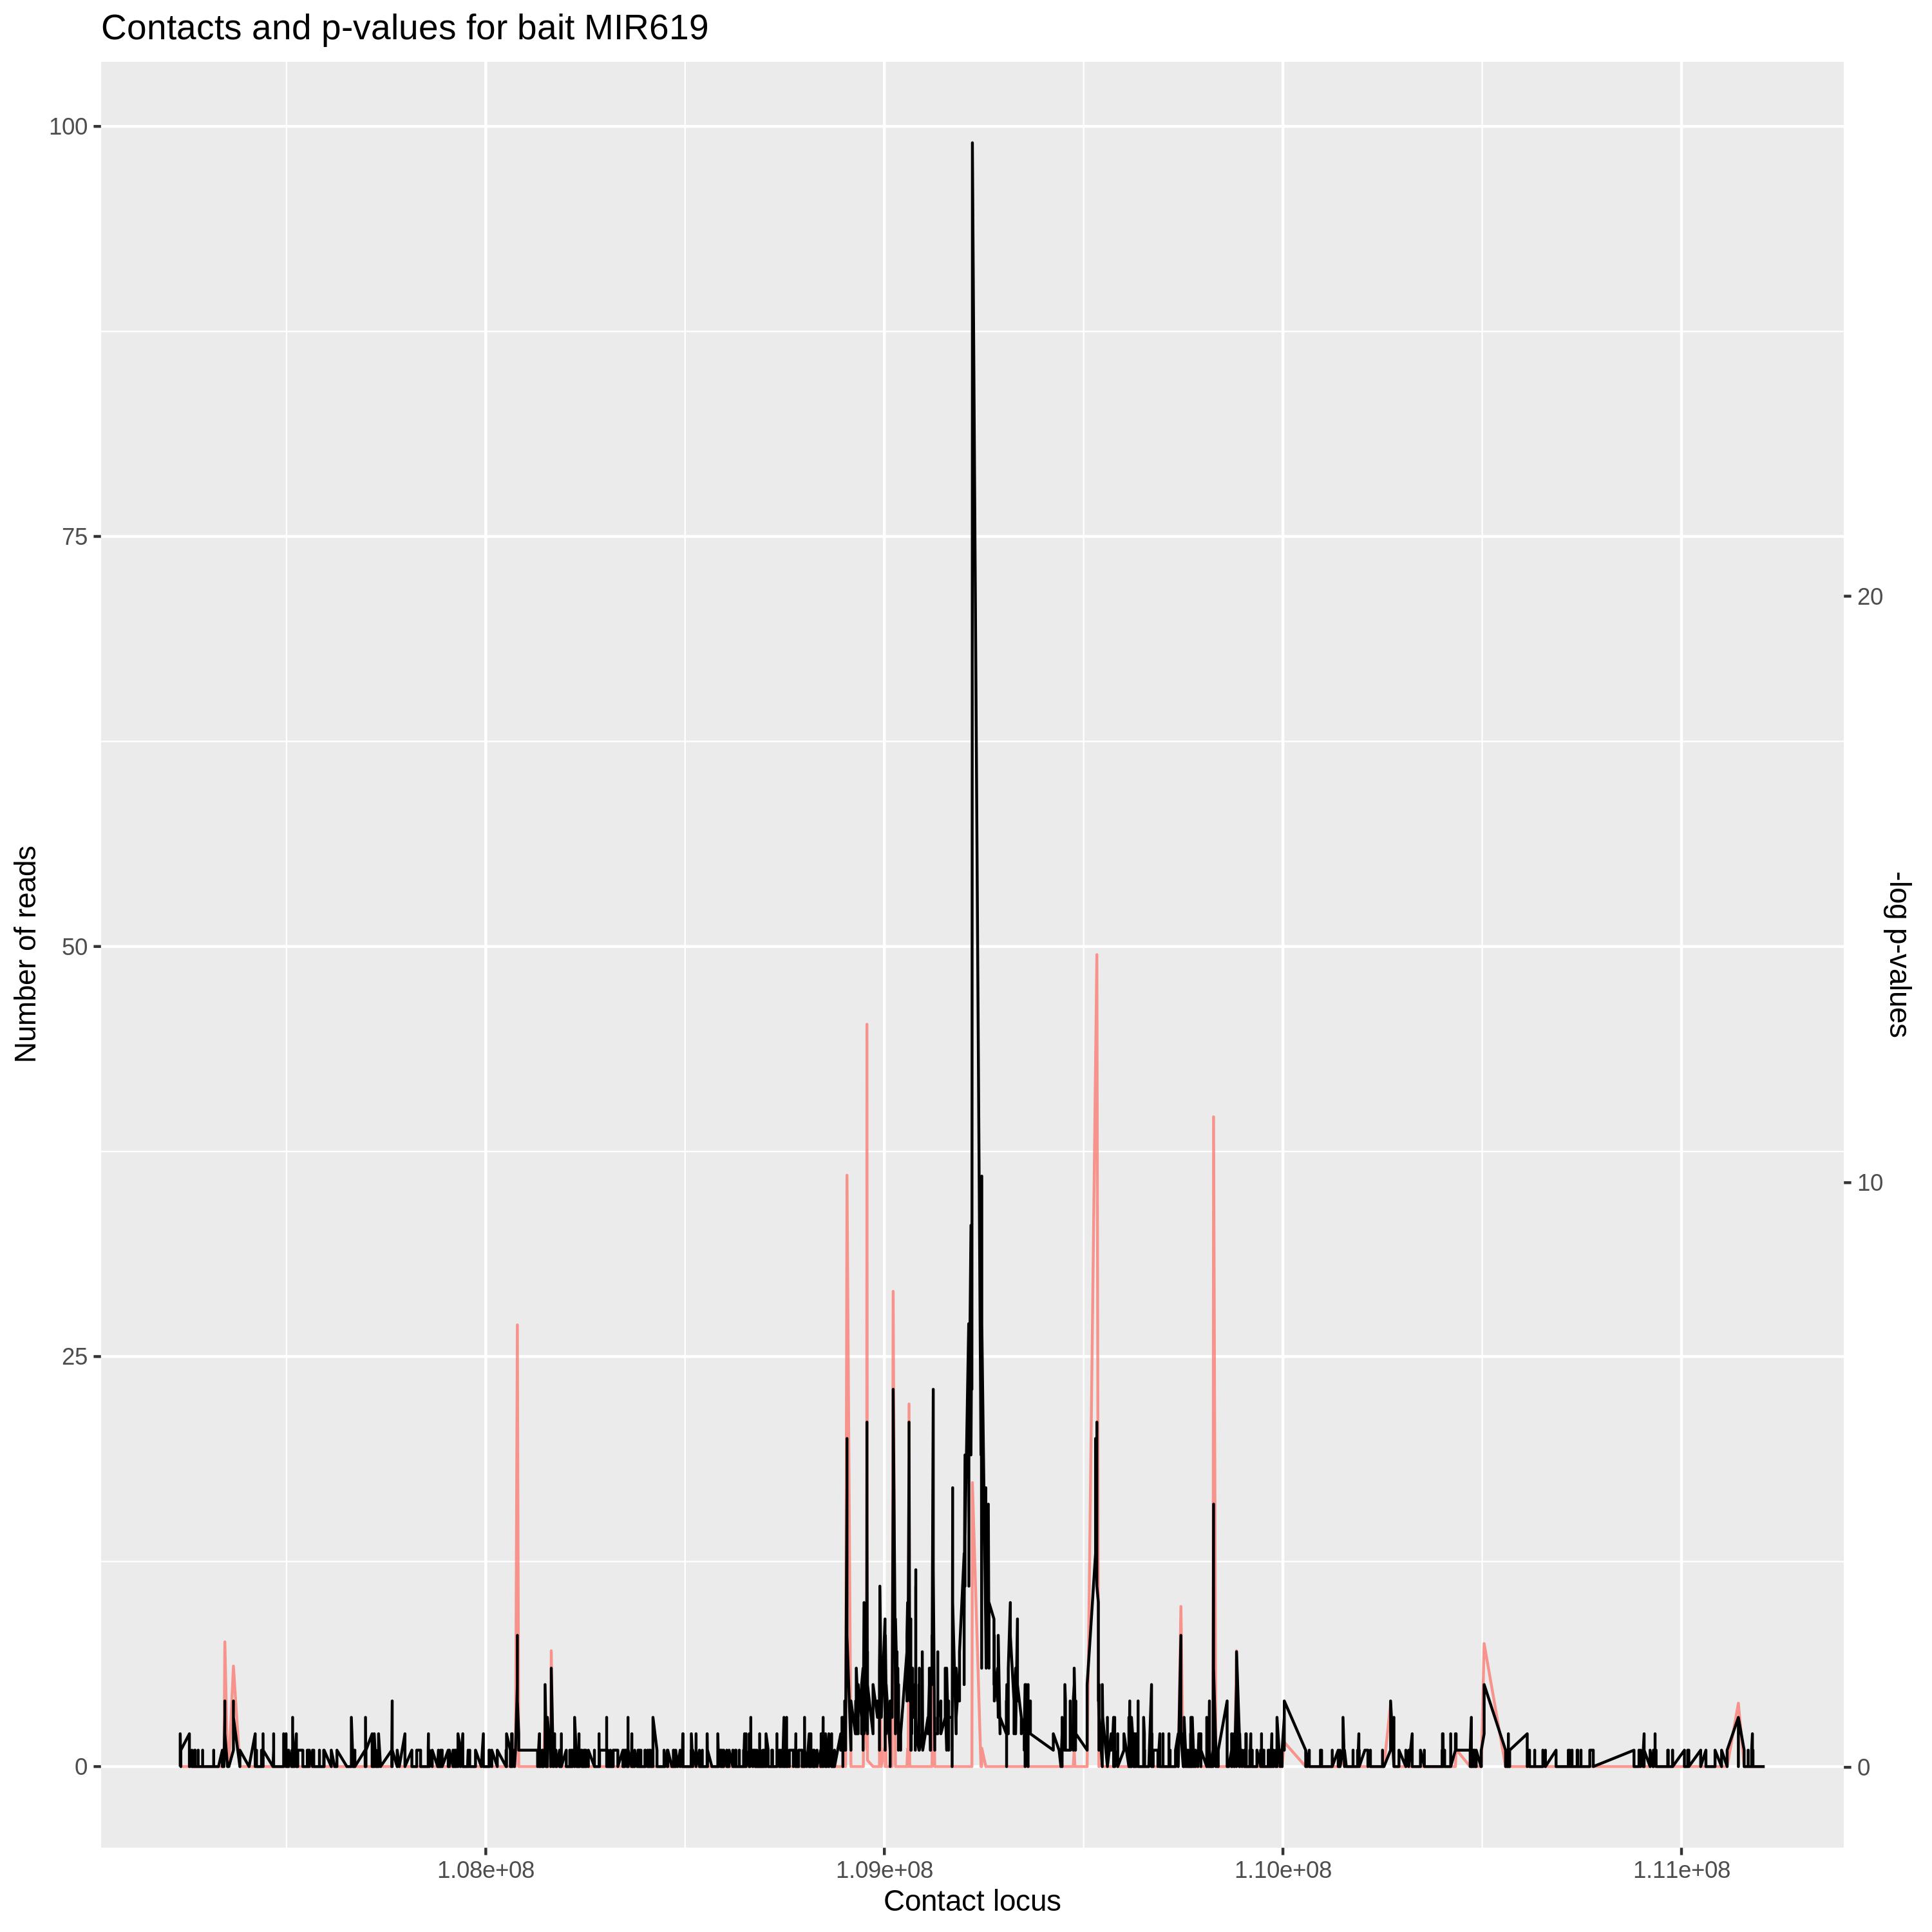 Contacts and p-values for bait MIR619
100
75
50
25
0
Number of reads
20
10
0
-log p-values
1.08e+08
1.09e+08
1.10e+08
1.11e+08
Contact locus